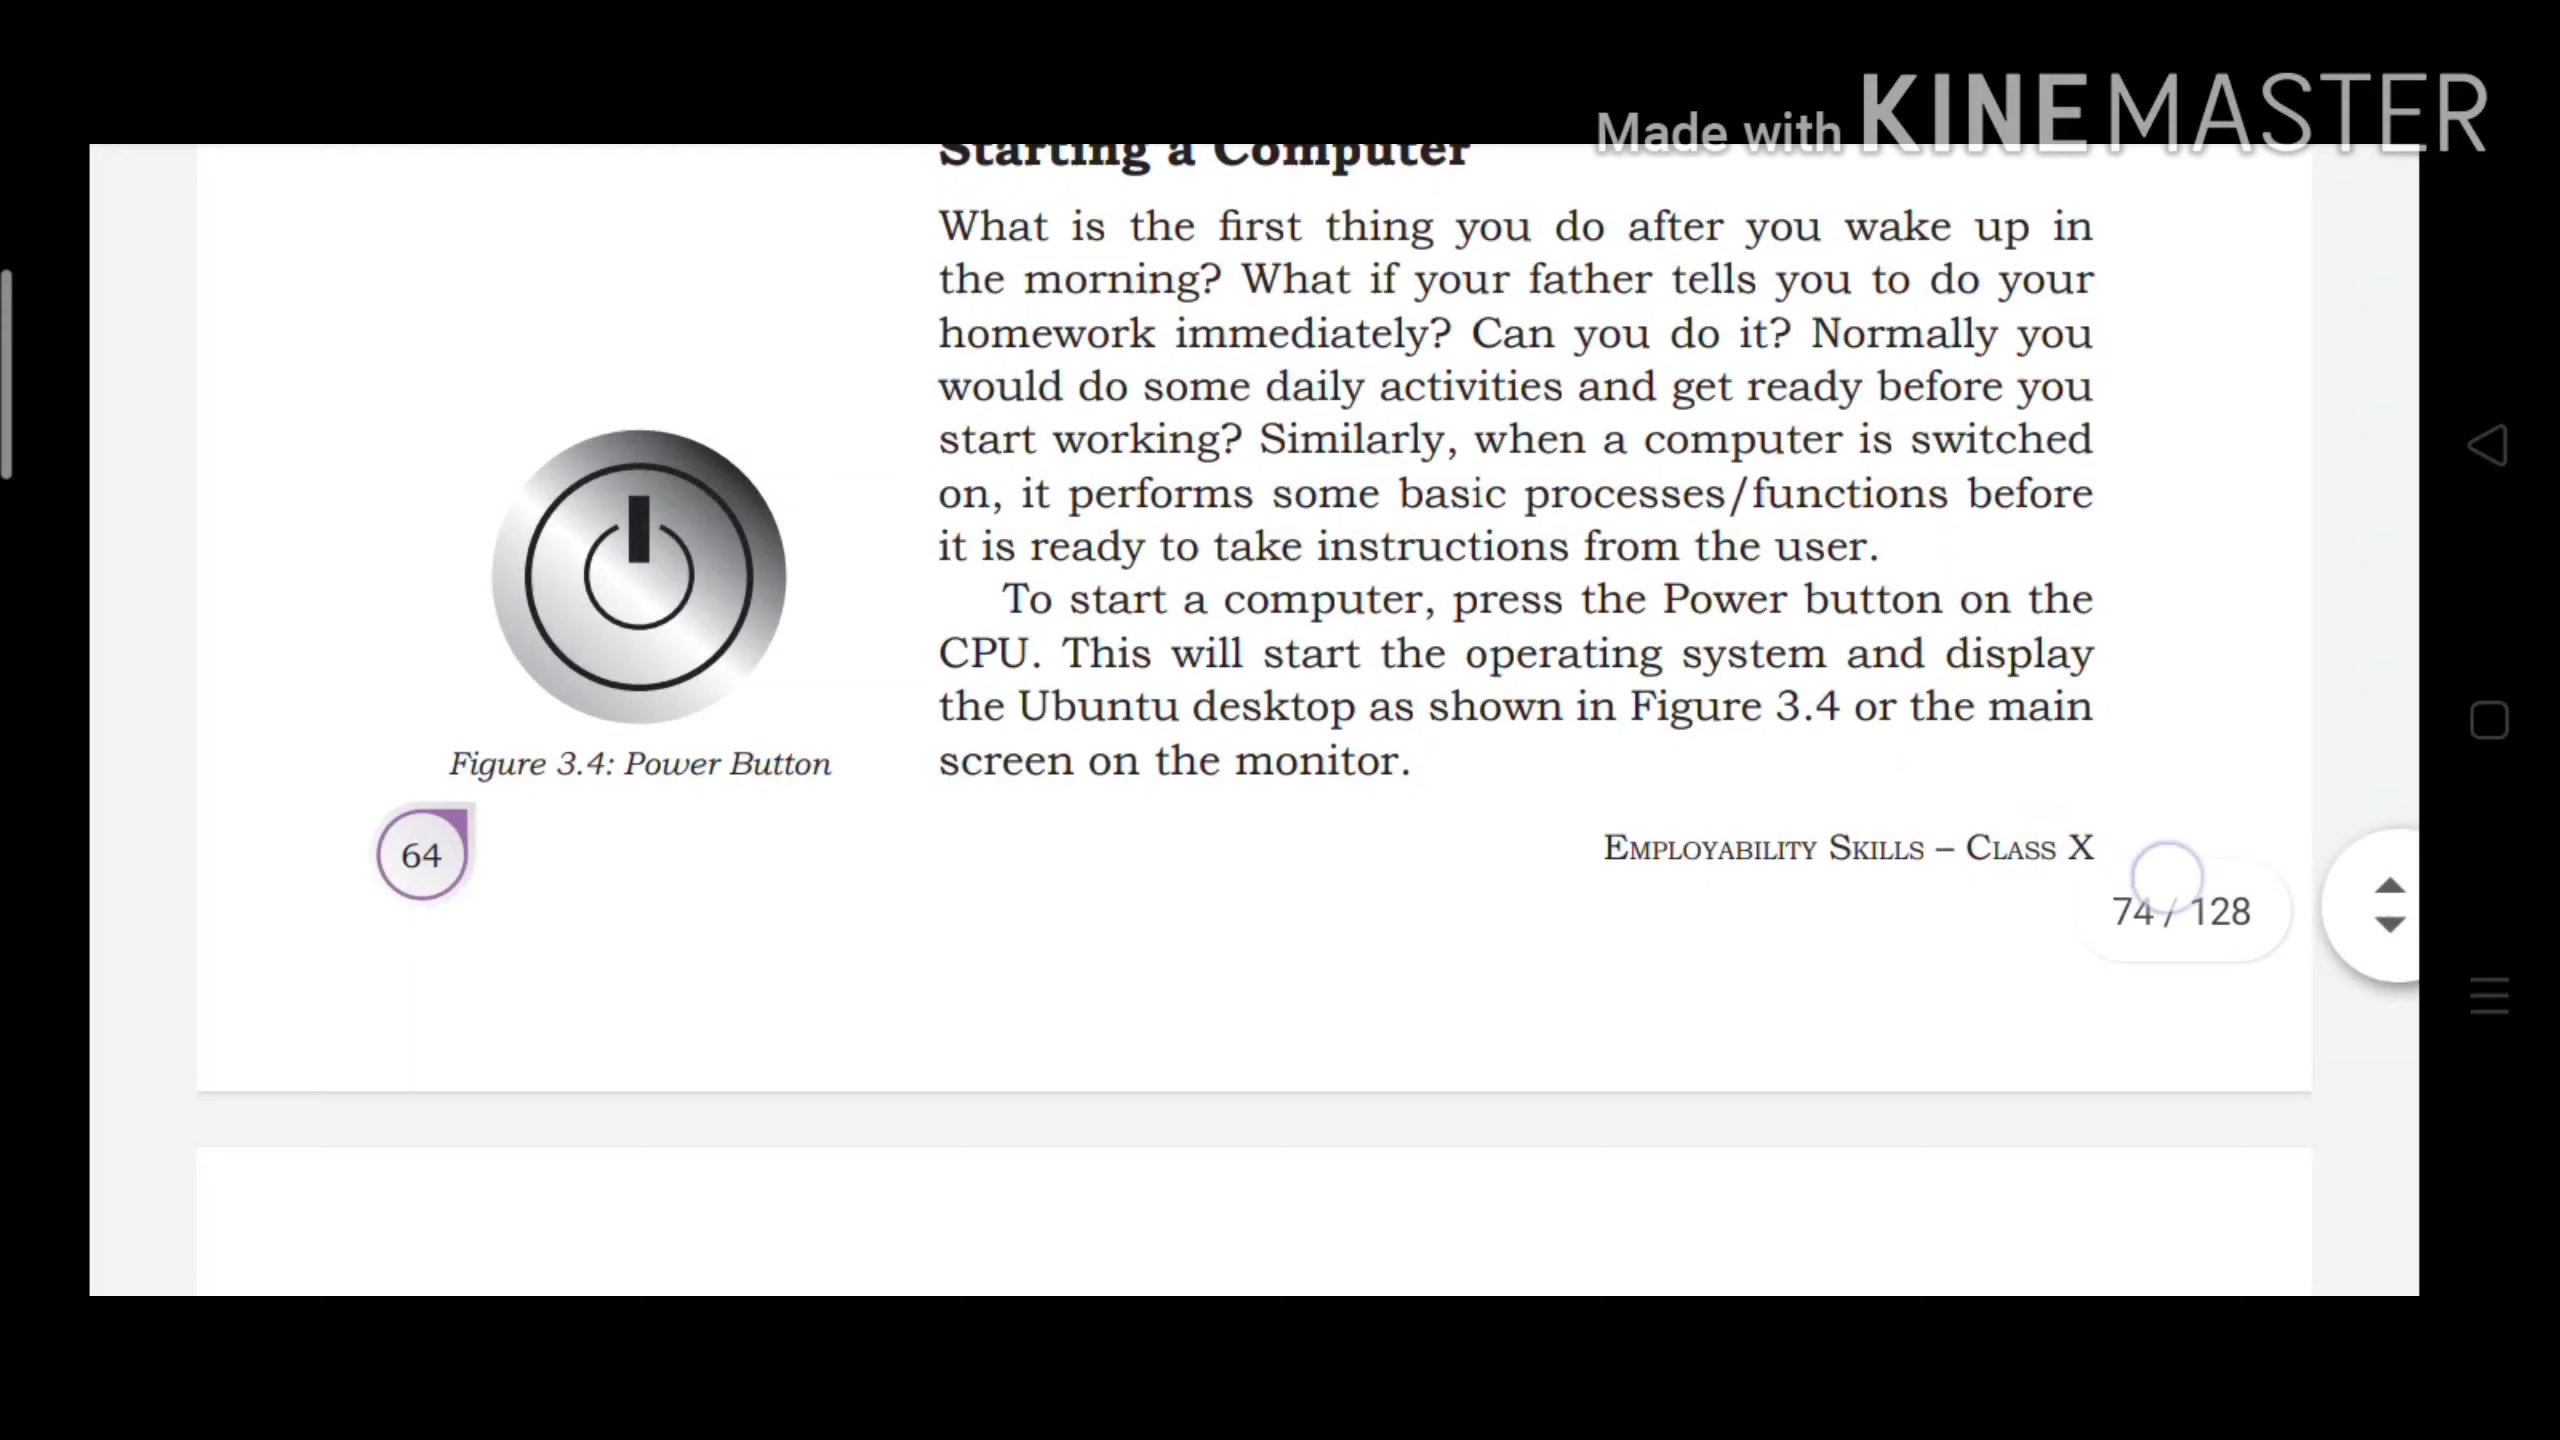 Made with KINEMASTER
Starting a Computer
What is the first thing you do after you wake up in
the morning? What if your father tells you to do your
homework immediately? Can you do it? Normally you
would do some daily activities and get ready before you
start working? Similarly, when a computer is switched
on, it performs some basic processes/functions before
it is ready to take instructions from the user.
To start a computer, press the Power button on the
CPU. This will start the operating system and display
the Ubuntu desktop as shown in Figure 3.4 or the main
screen on the monitor.
Figure 3.4: Power Button
64
EMPLOYABILITY SKILLS – CLASS X
74 / 128